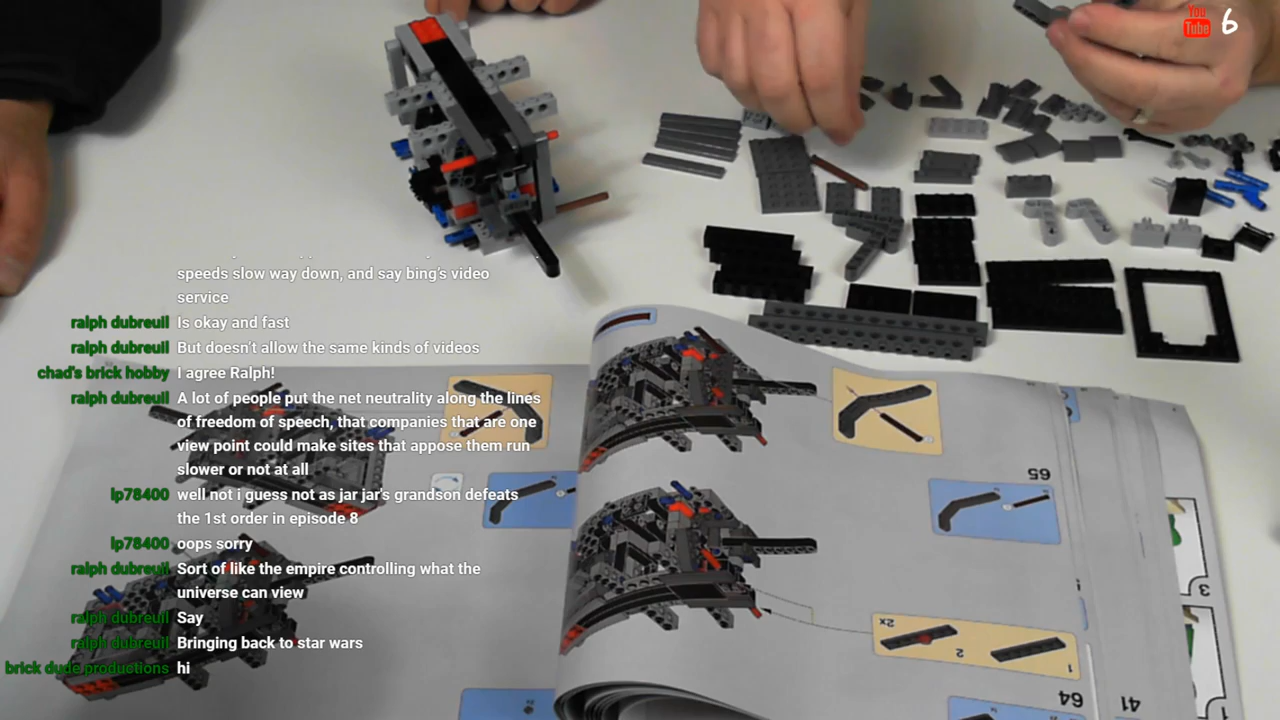 You
Tube 6
speeds slow way down, and say bing's video
service
ralph dubreuil Is okay and fast
ralph dubreuil But doesn't allow the same kinds of videos
chad's brick hobby I agree Ralph!
ralph dubreuil A lot of people put the net neutrality along the lines
of freedom of speech, that companies that are one
view point could make sites that appose them run
slower or not at all
lp78400 well not i guess not as jar jar's grandson defeats
the 1st order in episode 8
lp78400 oops sorry
ralph dubreuil Sort of like the empire controlling what the
universe can view
ralph dubreuil Say
ralph dubreuil Bringing back to star wars
brick dude productions hi
65
2x
2
1
64
41
3
1